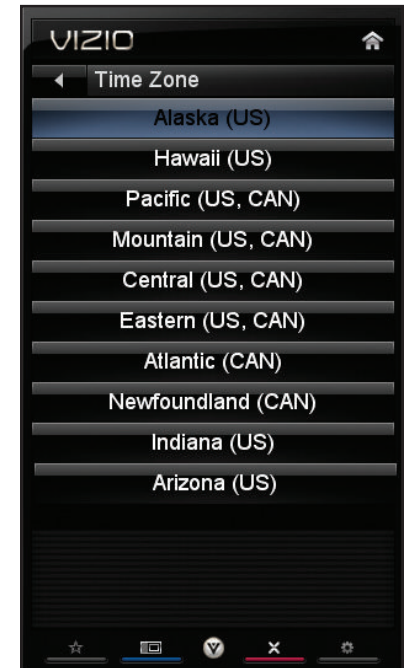 VIZIO
Time Zone
Alaska (US)
Hawaii (US)
Pacific (US, CAN)
Mountain (US, CAN)
Central (US, CAN)
Eastern (US, CAN)
Atlantic (CAN)
Newfoundland (CAN)
Indiana (US)
Arizona (US)
V